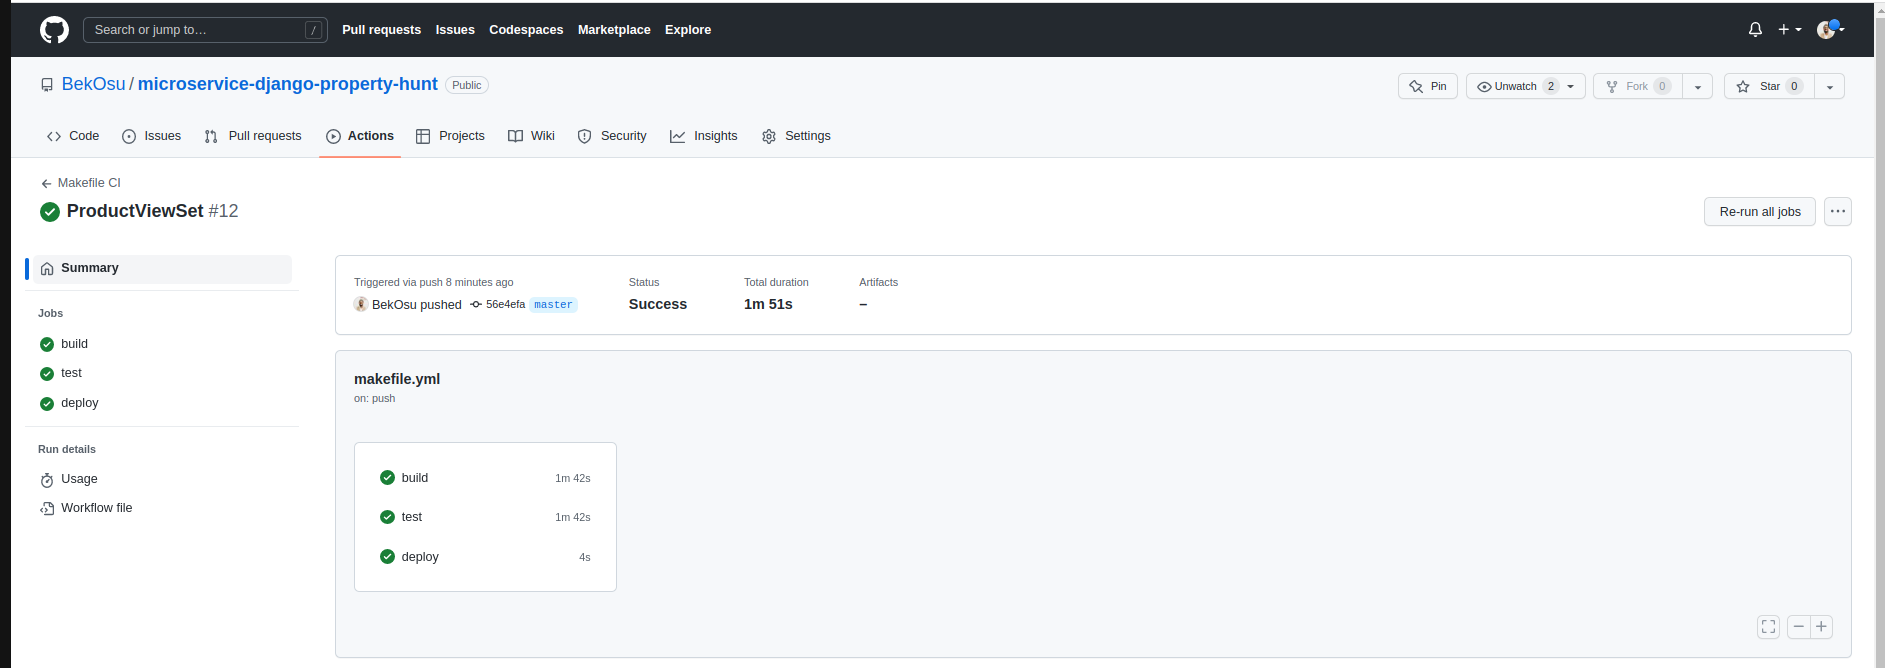 Search or jump to… / Pull requests Issues Codespaces Marketplace Explore
BekOsu / microservice-django-property-hunt Public Pin Unwatch 2 Fork 0 Star 0
Code Issues Pull requests Actions Projects Wiki Security Insights Settings
← Makefile CI
ProductViewSet #12 Re-run all jobs ...
Summary
Jobs
build
test
deploy
Run details
Usage
Workflow file
Triggered via push 8 minutes ago Status Total duration Artifacts
BekOsu pushed 56e4efa master Success 1m 51s –
makefile.yml
on: push
build 1m 42s
test 1m 42s
deploy 4s